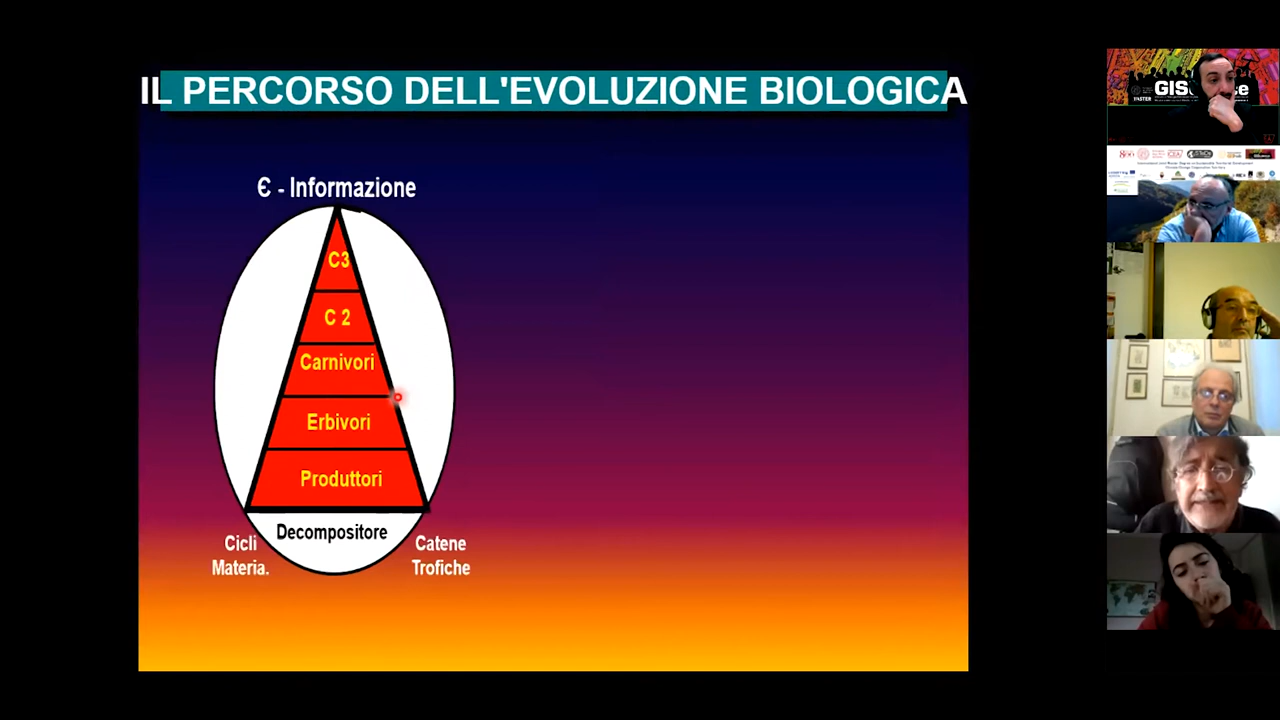 IL PERCORSO DELL'EVOLUZIONE BIOLOGICA
Є - Informazione
C3
C 2
Carnivori
Erbivori
Produttori
Decompositore
Cicli
Materia.
Catene
Trofiche